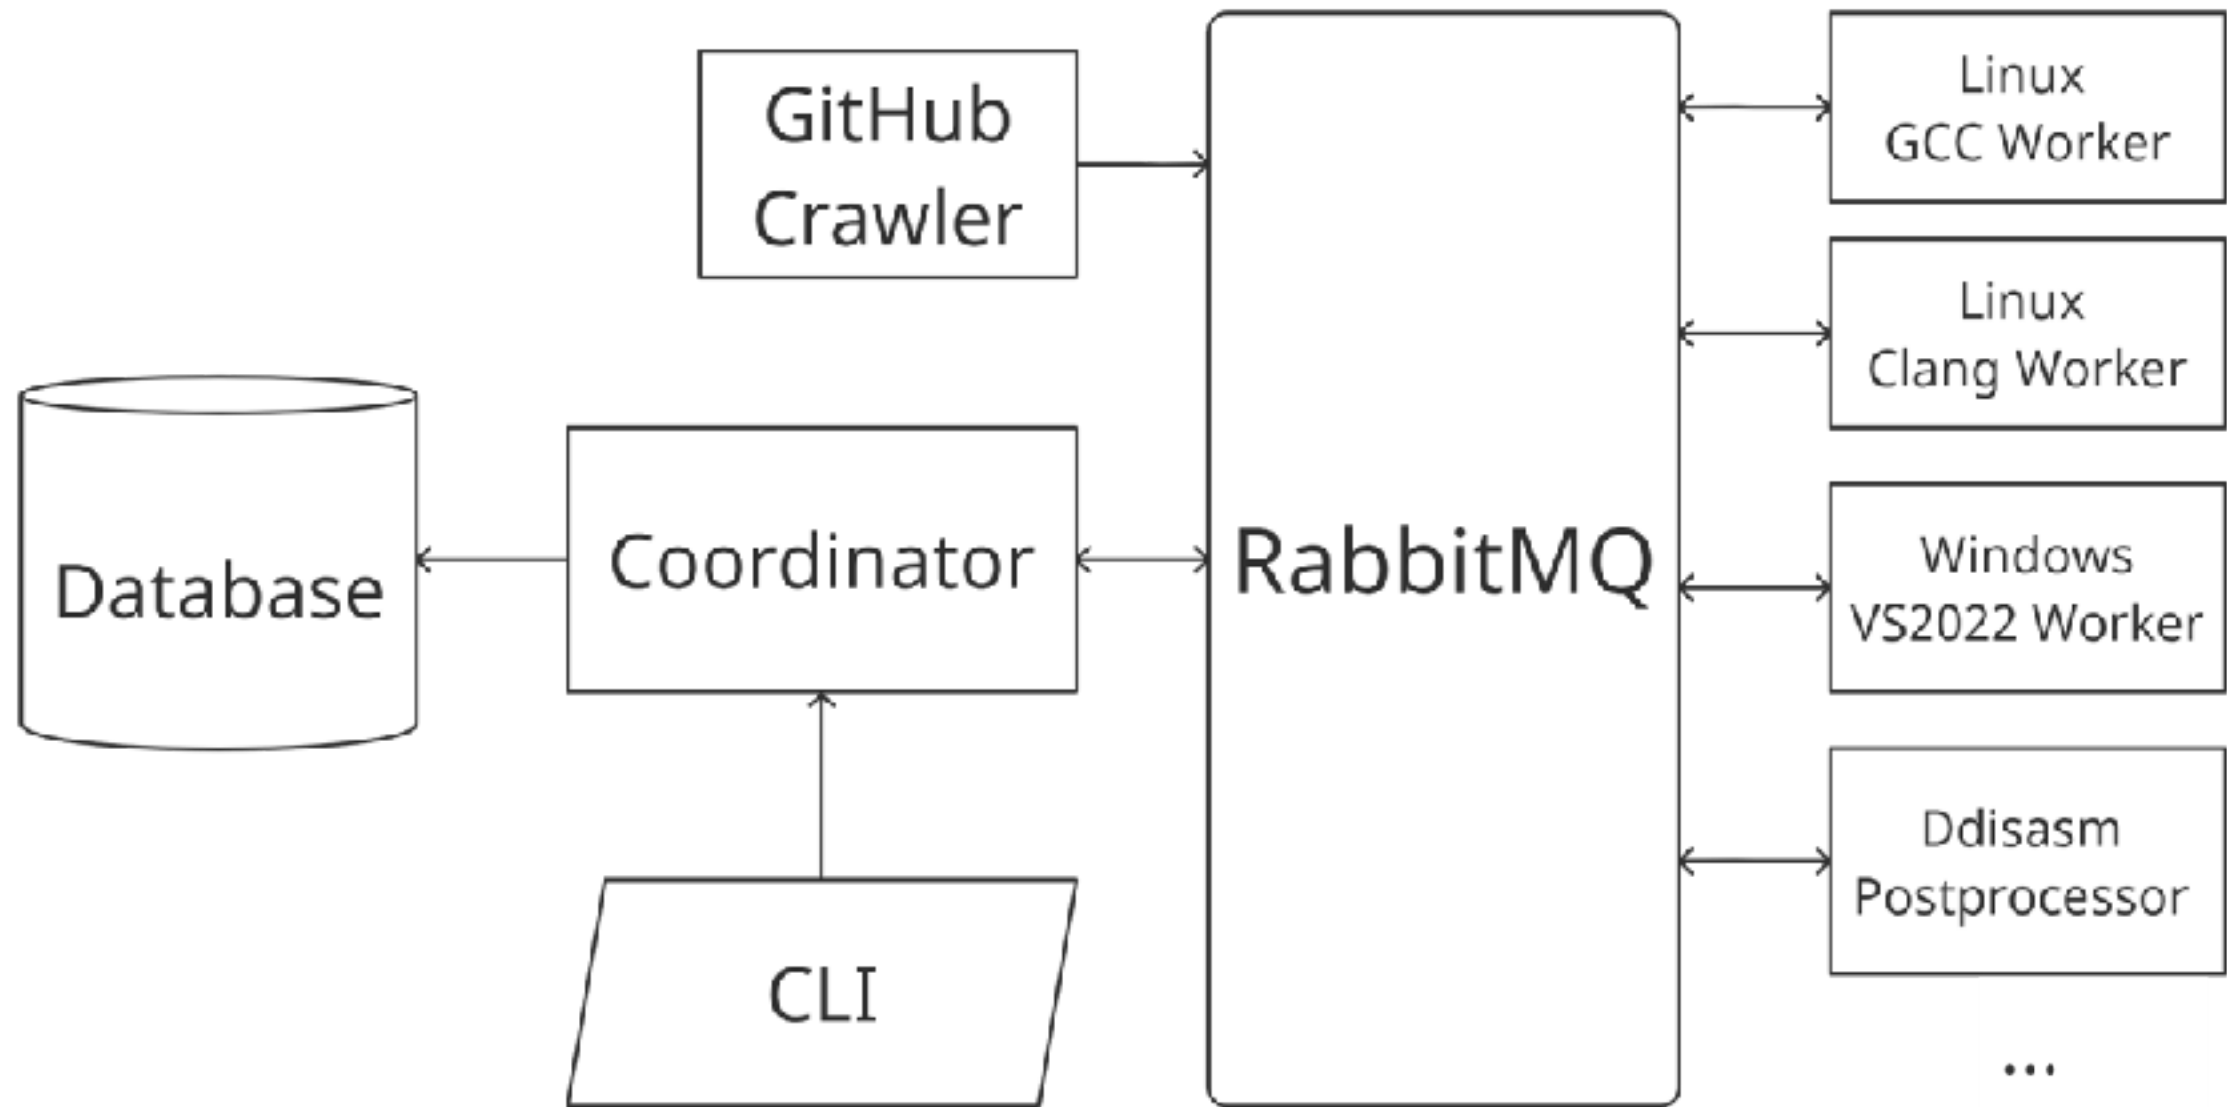 GitHub
Crawler
Database
Coordinator
CLI
RabbitMQ
Linux
GCC Worker
Linux
Clang Worker
Windows
VS2022 Worker
Ddisasm
Postprocessor
...